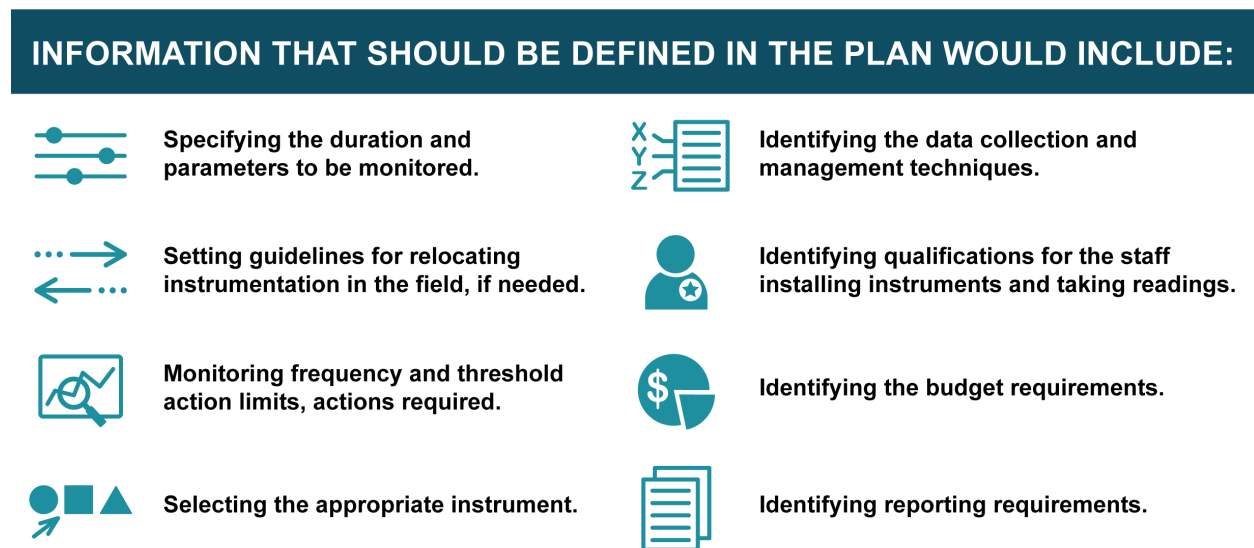 INFORMATION THAT SHOULD BE DEFINED IN THE PLAN WOULD INCLUDE:
Specifying the duration and
parameters to be monitored.
Setting guidelines for relocating
instrumentation in the field, if needed.
Monitoring frequency and threshold
action limits, actions required.
Selecting the appropriate instrument.
X
Y
Z
Identifying the data collection and
management techniques.
Identifying qualifications for the staff
installing instruments and taking readings.
$
Identifying the budget requirements.
Identifying reporting requirements.